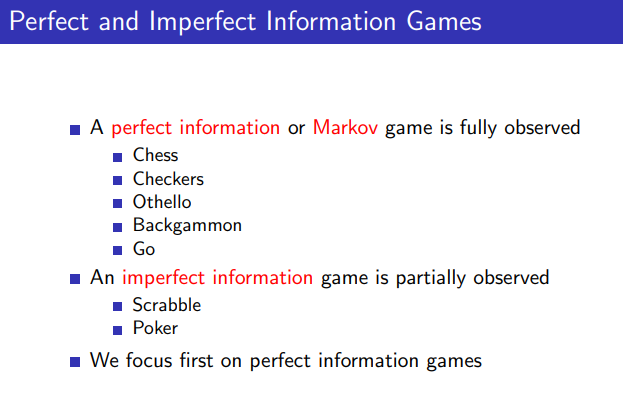 Perfect and Imperfect Information Games
A perfect information or Markov game is fully observed
Chess
Checkers
Othello
Backgammon
Go
An imperfect information game is partially observed
Scrabble
Poker
We focus first on perfect information games